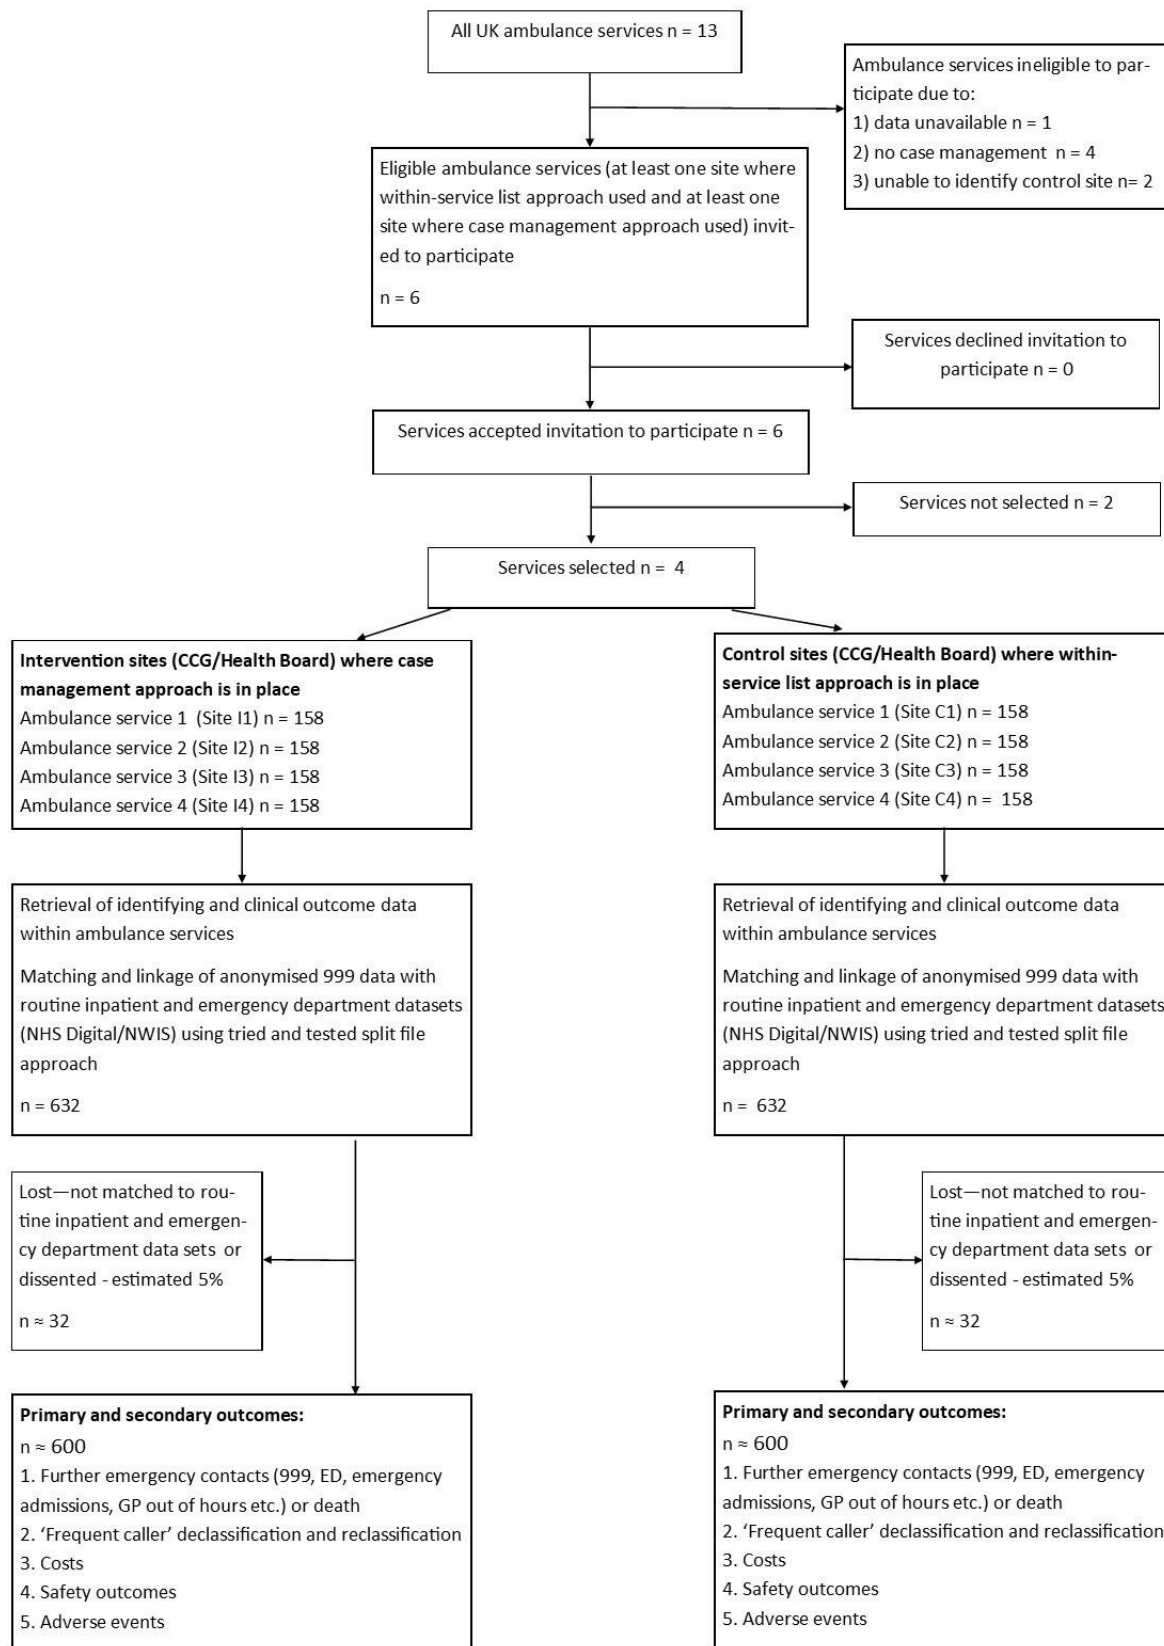 All UK ambulance services n = 13
Ambulance services ineligible to par-
ticipate due to:
1) data unavailable n = 1
2) no case management  n = 4
3) unable to identify control site n= 2
Eligible ambulance services (at least one site where
within-service list approach used and at least one
site where case management approach used) invit-
ed to participate
n = 6
Services declined invitation to
participate n = 0
Services accepted invitation to participate n = 6
Services not selected n = 2
Services selected n =  4
Intervention sites (CCG/Health Board) where case
management approach is in place
Ambulance service 1  (Site I1) n = 158
Ambulance service 2 (Site I2) n = 158
Ambulance service 3 (Site I3) n = 158
Ambulance service 4 (Site I4) n = 158
Control sites (CCG/Health Board) where within-
service list approach is in place
Ambulance service 1 (Site C1) n = 158
Ambulance service 2 (Site C2) n = 158
Ambulance service 3 (Site C3) n = 158
Ambulance service 4 (Site C4) n =  158
Retrieval of identifying and clinical outcome data
within ambulance services
Matching and linkage of anonymised 999 data with
routine inpatient and emergency department datasets
(NHS Digital/NWIS) using tried and tested split file
approach
n = 632
Retrieval of identifying and clinical outcome data
within ambulance services
Matching and linkage of anonymised 999 data with
routine inpatient and emergency department datasets
(NHS Digital/NWIS) using tried and tested split file
approach
n =  632
Lost—not matched to rou-
tine inpatient and emergen-
cy department data sets  or
dissented - estimated 5%
n ≈ 32
Lost—not matched to rou-
tine inpatient and emergen-
cy department data sets  or
dissented - estimated 5%
n ≈ 32
Primary and secondary outcomes:
n ≈ 600
1. Further emergency contacts (999, ED, emergency
admissions, GP out of hours etc.) or death
2. ‘Frequent caller’ declassification and reclassification
3. Costs
4. Safety outcomes
5. Adverse events
Primary and secondary outcomes:
n ≈ 600
1. Further emergency contacts (999, ED, emergency
admissions, GP out of hours etc.) or death
2. ‘Frequent caller’ declassification and reclassification
3. Costs
4. Safety outcomes
5. Adverse events